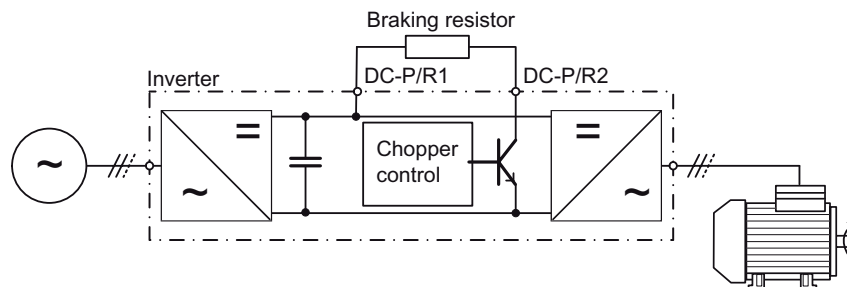 Braking resistor
DC-P/R1
DC-P/R2
Inverter
=
=
Chopper
control
~
~
~